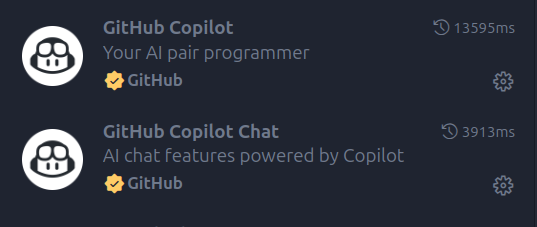 GitHub Copilot 13595ms
Your AI pair programmer
GitHub
GitHub Copilot Chat 3913ms
AI chat features powered by Copilot
GitHub